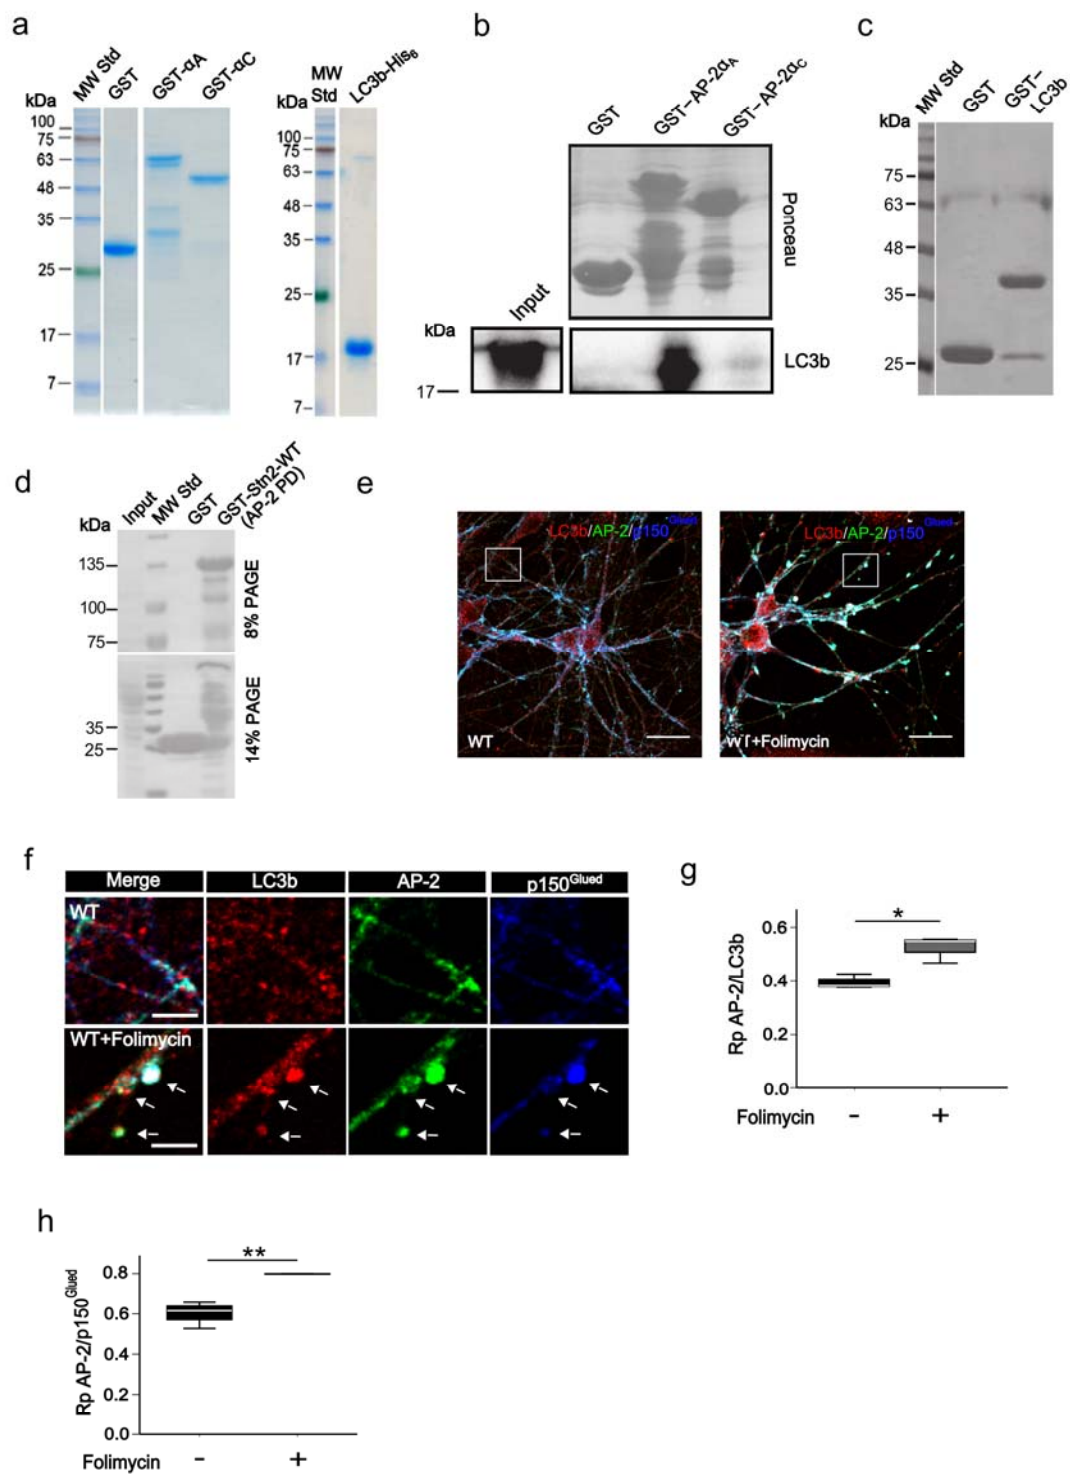 a
MW Std
GST
GST-αA
GST-αC
kDa
100
75
63
48
35
25
17
7
MW
Std
LC3b-His6
kDa
100
75
63
48
35
25
17
7
b
GST
GST-AP-2αA
GST-AP-2αC
Ponceau
Input
kDa
17
LC3b
c
MW Std
GST
GST-
LC3b
kDa
75
63
48
35
25
d
Input
MW Std
GST
GST-Stn2-WT
(AP-2 PD)
kDa
135
100
75
8% PAGE
35
25
14% PAGE
e
LC3b/AP-2/p150Glued
WT
LC3b/AP-2/p150Glued
WT+Folimycin
f
Merge
LC3b
AP-2
p150Glued
WT
WT+Folimycin
g
Rp AP-2/LC3b
0.6
0.4
0.2
0.0
*
Folimycin - +
h
Rp AP-2/p150Glued
0.8
0.6
0.4
0.2
0.0
**
Folimycin - +